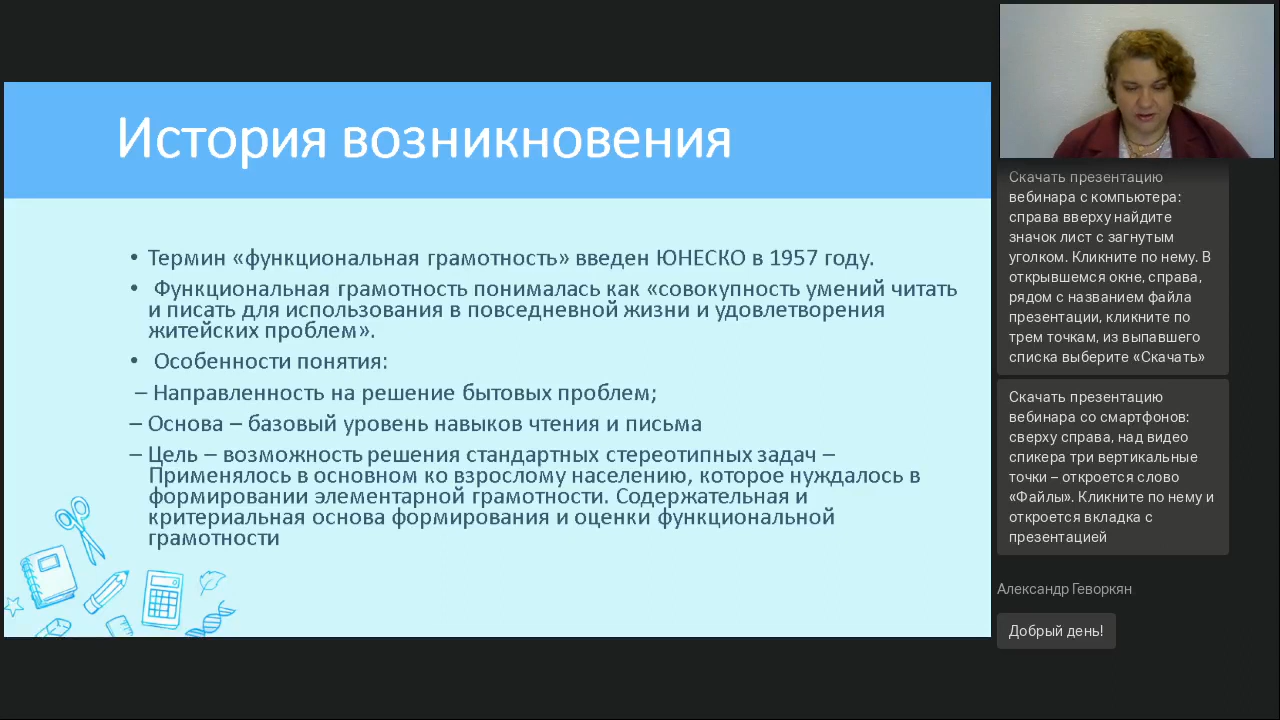 История возникновения
• Термин «функциональная грамотность» введен ЮНЕСКО в 1957 году.
• Функциональная грамотность понималась как «совокупность умений читать
и писать для использования в повседневной жизни и удовлетворения
житейских проблем».
• Особенности понятия:
– Направленность на решение бытовых проблем;
– Основа – базовый уровень навыков чтения и письма
– Цель – возможность решения стандартных стереотипных задач –
Применялось в основном ко взрослому населению, которое нуждалось в
формировании элементарной грамотности. Содержательная и
критериальная основа формирования и оценки функциональной
грамотности
Скачать презентацию
вебинара с компьютера:
справа вверху найдите
значок лист с загнутым
уголком. Кликните по нему. В
открывшемся окне, справа,
рядом с названием файла
презентации, кликните по
трем точкам, из выпавшего
списка выберите «Скачать»
Скачать презентацию
вебинара со смартфонов:
сверху справа, над видео
спикера три вертикальные
точки – откроется слово
«Файлы». Кликните по нему и
откроется вкладка с
презентацией
Александр Геворкян
Добрый день!